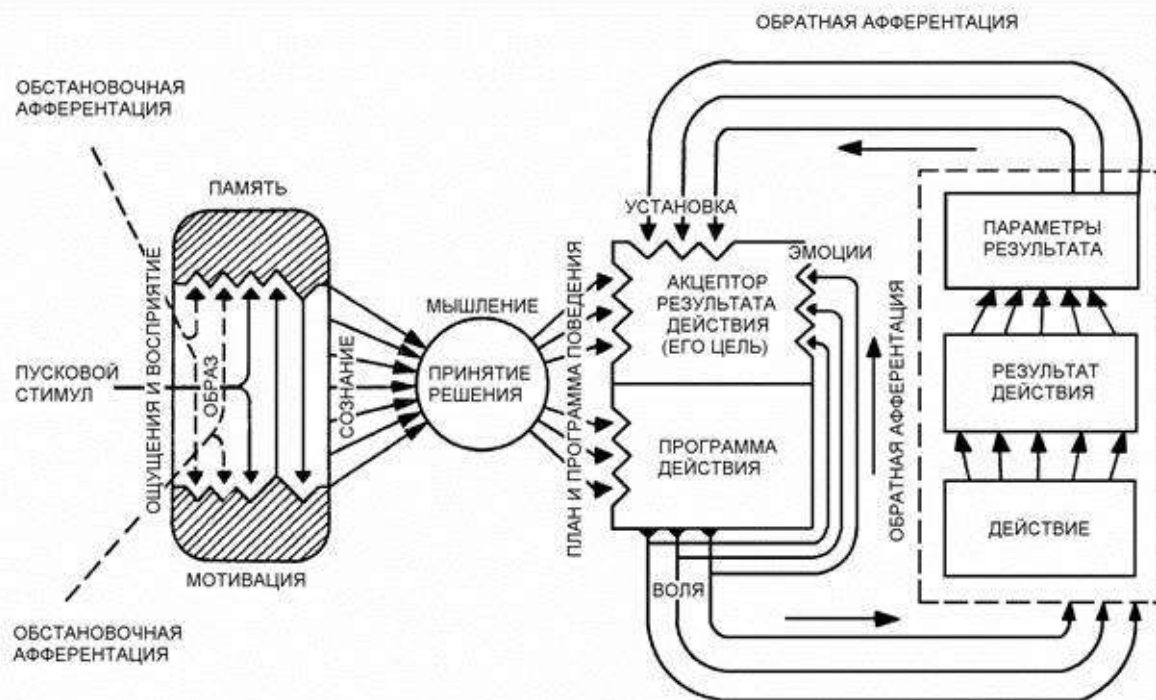 ОБРАТНАЯ АФФЕРЕНТАЦИЯ
ОБСТАНОВОЧНАЯ
АФФЕРЕНТАЦИЯ
ПАМЯТЬ
ОЩУЩЕНИЯ И ВОСПРИЯТИЕ
ПУСКОВОЙ
СТИМУЛ
ОБРАЗ
СОЗНАНИЕ
МОТИВАЦИЯ
ОБСТАНОВОЧНАЯ
АФФЕРЕНТАЦИЯ
МЫШЛЕНИЕ
ПРИНЯТИЕ
РЕШЕНИЯ
ПЛАН И ПРОГРАММА ПОВЕДЕНИЯ
УСТАНОВКА
ЭМОЦИИ
АКЦЕПТОР
РЕЗУЛЬТАТА
ДЕЙСТВИЯ
(ЕГО ЦЕЛЬ)
ПРОГРАММА
ДЕЙСТВИЯ
ВОЛЯ
ОБРАТНАЯ АФФЕРЕНТАЦИЯ
ПАРАМЕТРЫ
РЕЗУЛЬТАТА
РЕЗУЛЬТАТ
ДЕЙСТВИЯ
ДЕЙСТВИЕ